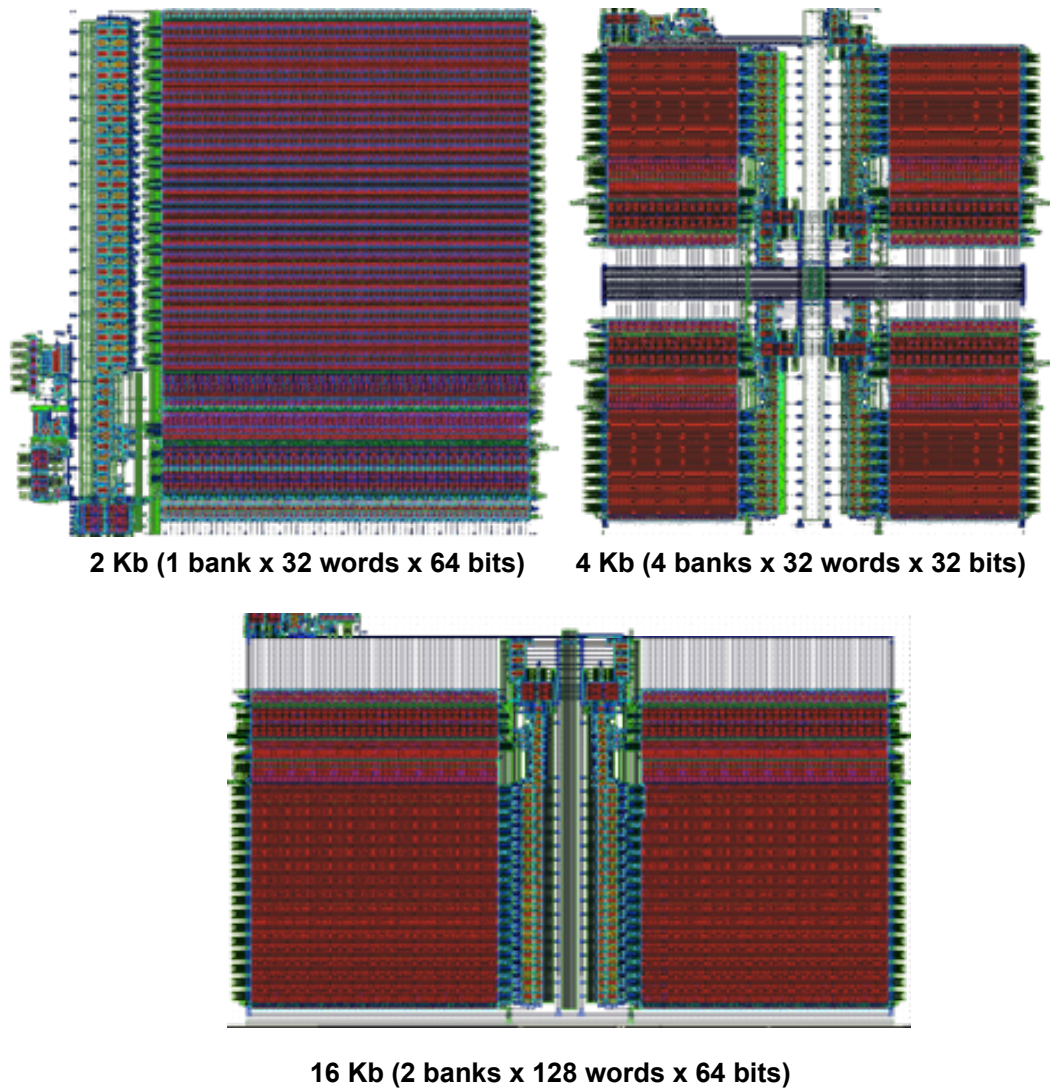 2 Kb (1 bank x 32 words x 64 bits)
4 Kb (4 banks x 32 words x 32 bits)
16 Kb (2 banks x 128 words x 64 bits)